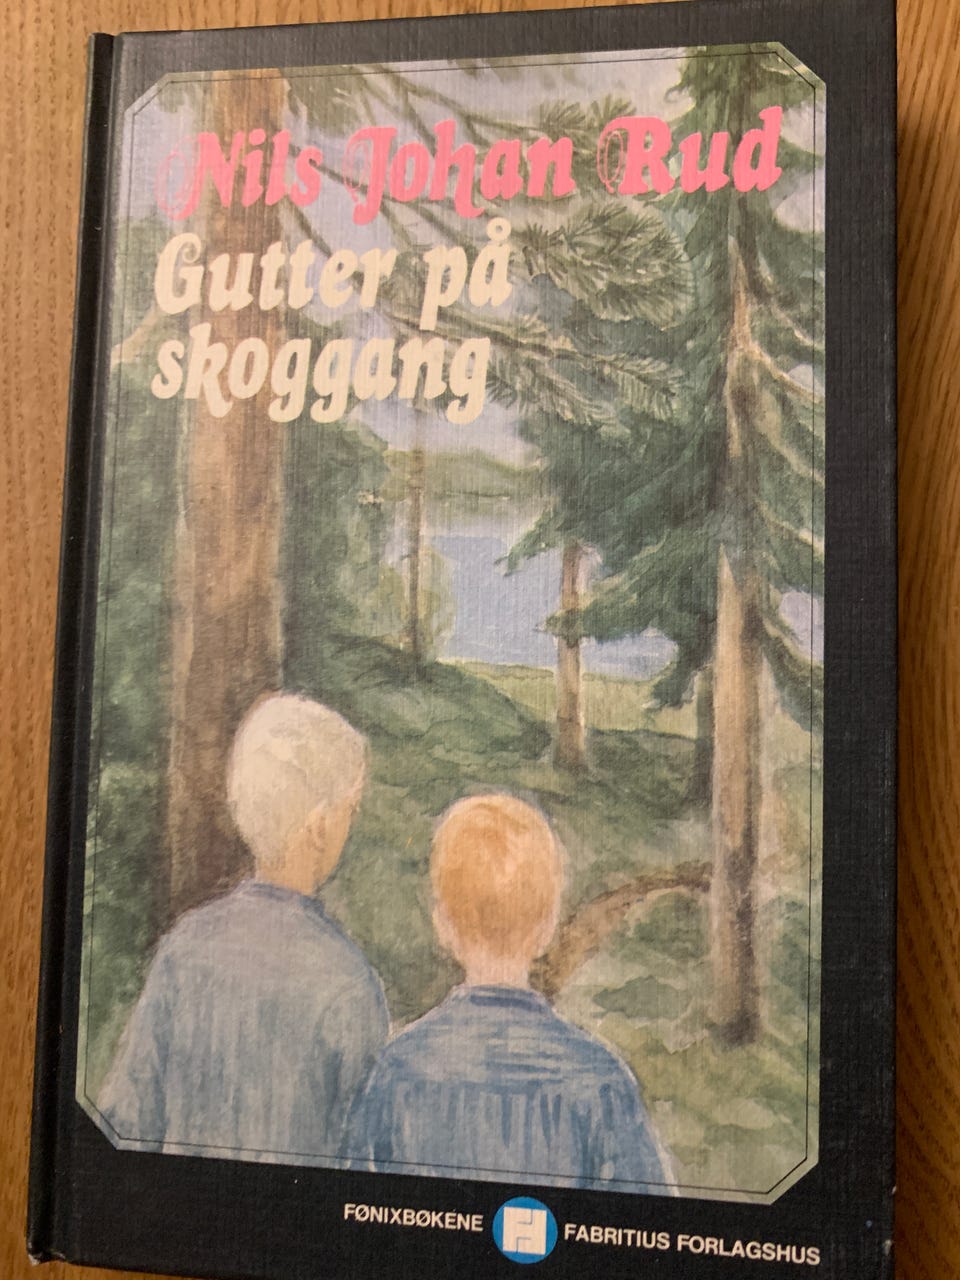 Nils Johan Rud
Gutter på
skoggang
FØNIXBØKENE FABRITIUS FORLAGSHUS